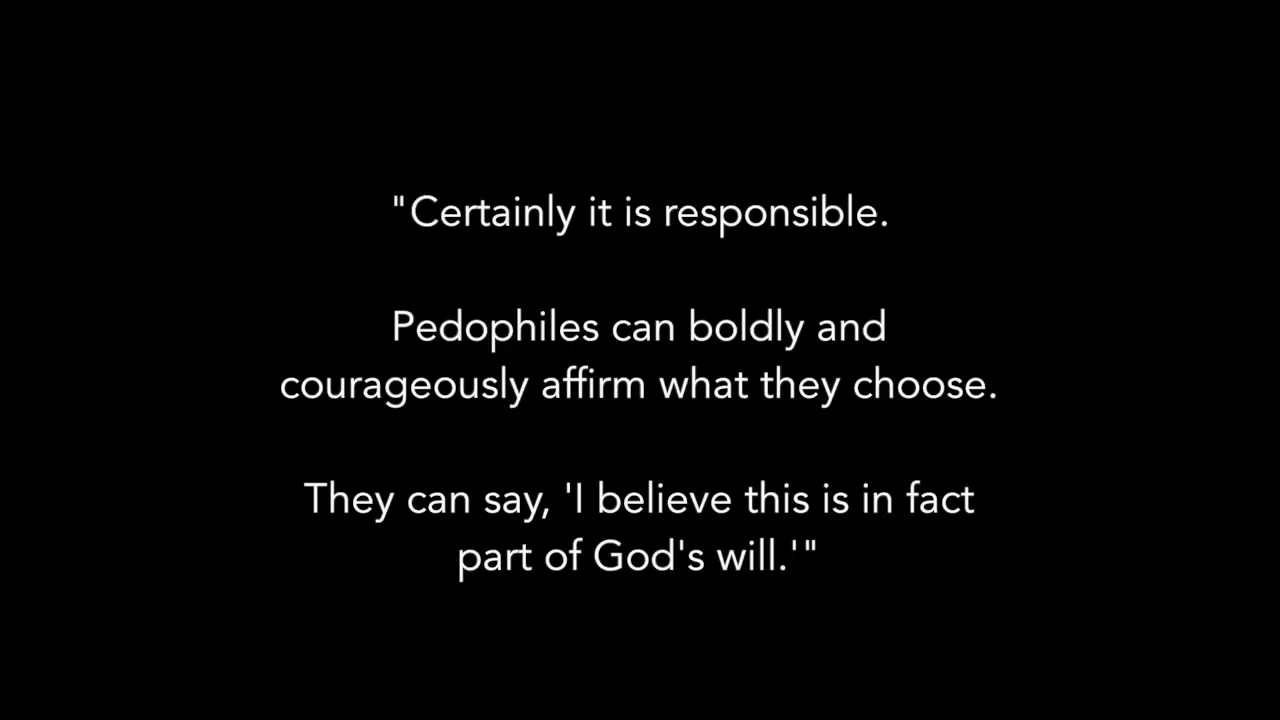 "Certainly it is responsible.
Pedophiles can boldly and
courageously affirm what they choose.
They can say, 'I believe this is in fact
part of God's will.'"